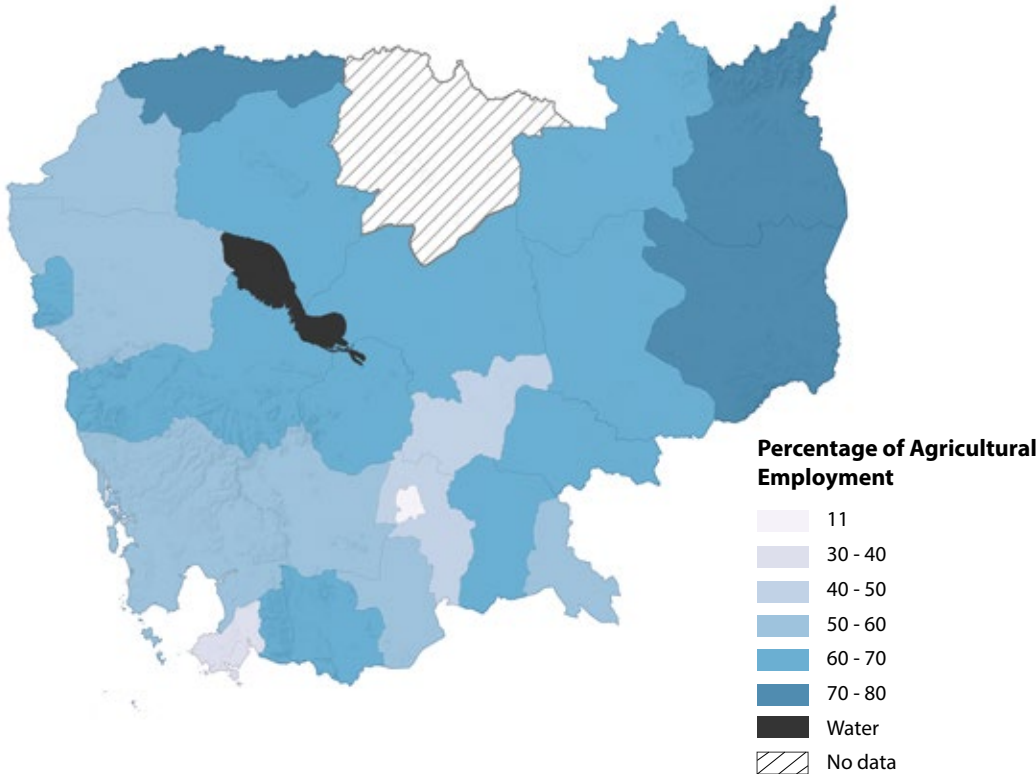 Percentage of Agricultural
Employment
11
30 - 40
40 - 50
50 - 60
60 - 70
70 - 80
Water
No data